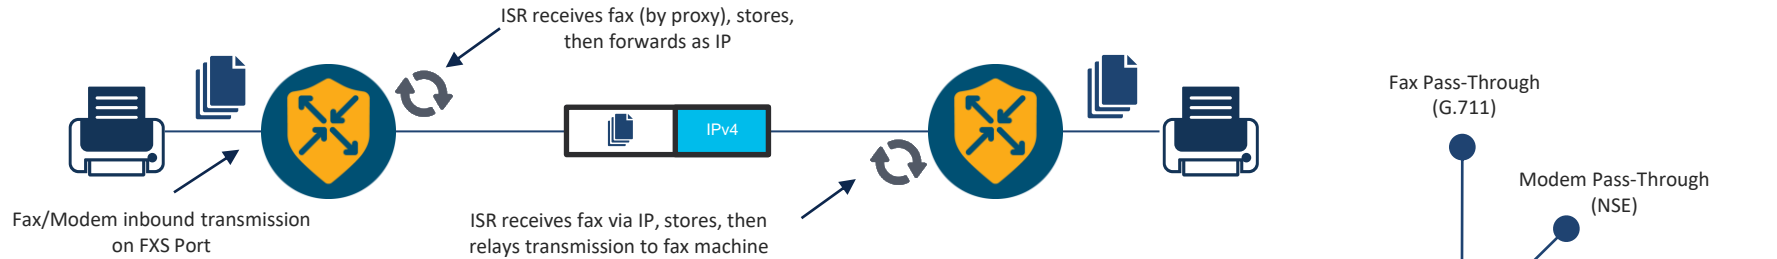 ISR receives fax (by proxy), stores,
then forwards as IP
Fax Pass-Through
(G.711)
IPv4
Modem Pass-Through
(NSE)
Fax/Modem inbound transmission
on FXS Port
ISR receives fax via IP, stores, then
relays transmission to fax machine